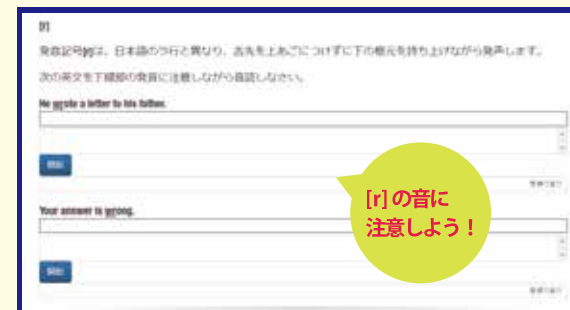 [r]
発音記号[r]は、日本語のラ行と異なり、舌先を上あごにつけずに下の根元を持ち上げながら発声します。
次の英文を下線部の発音に注意しながら音読しなさい。
He wrote a letter to his father.
Your answer is wrong.
[r]の音に
注意しよう！